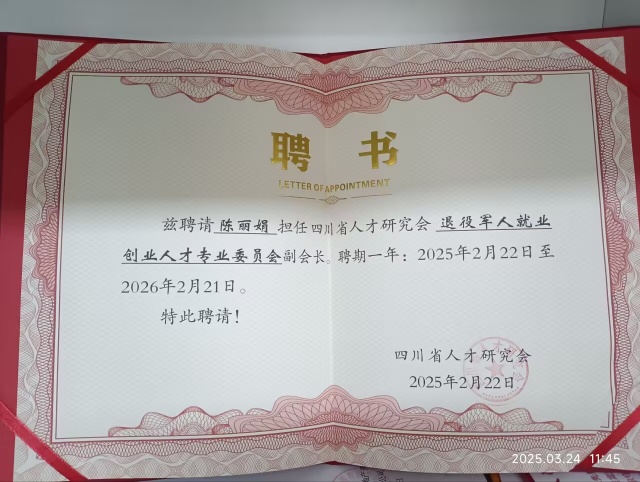 聘 书
LETTER OF APPOINTMENT
兹聘请 陈丽娟 担任四川省人才研究会 退役军人就业
创业人才专业委员会副会长。聘期一年：2025年2月22日至
2026年2月21日。
特此聘请！
四川省人才研究会
2025年2月22日
2025.03.24 11:45